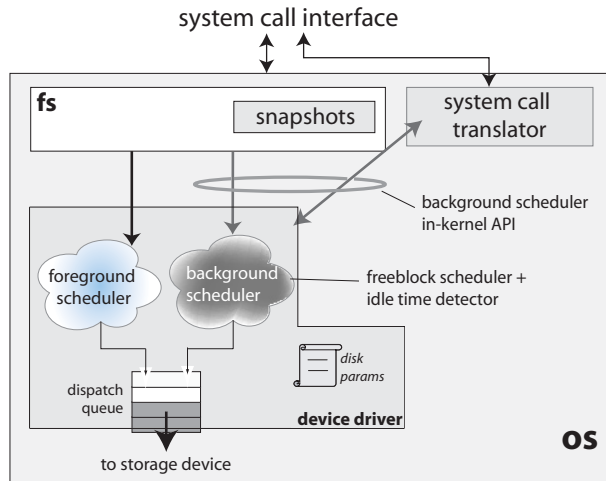 system call interface
fs
snapshots
system call
translator
background scheduler
in-kernel API
foreground
scheduler
background
scheduler
freeblock scheduler +
idle time detector
disk
params
dispatch
queue
device driver
os
to storage device